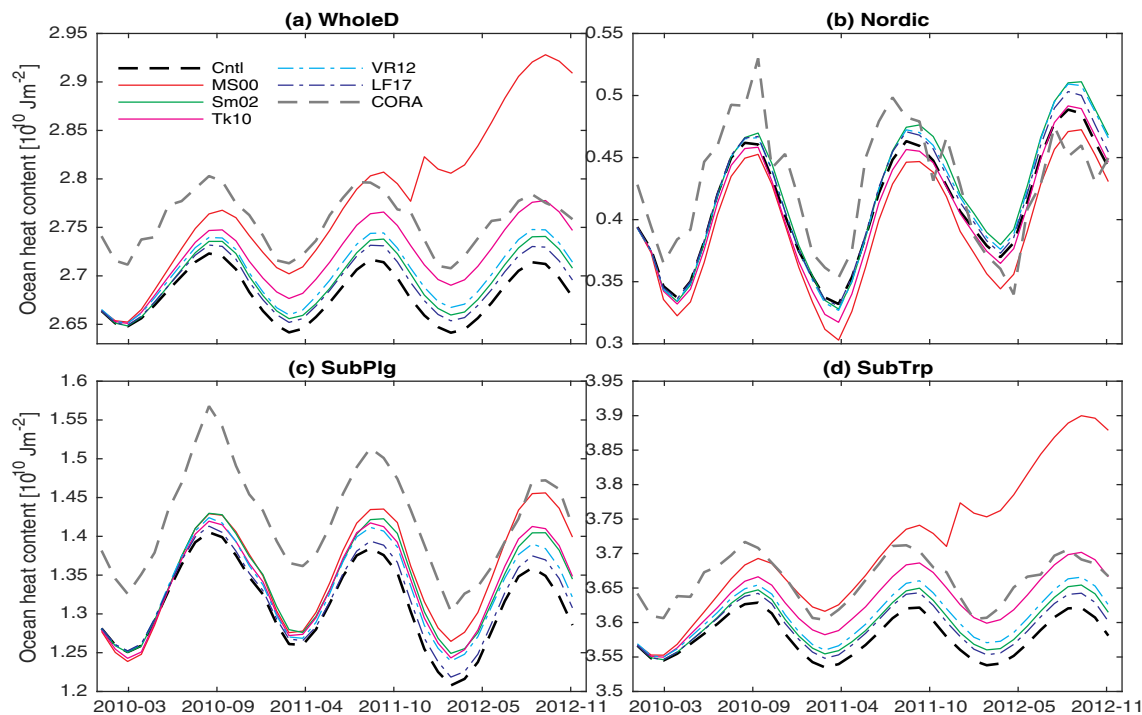 (a) WholeD
(b) Nordic
2.95
2.9
2.85
2.8
2.75
2.7
2.65
Ocean heat content [10^10 Jm^-2]
Cntl
MS00
Sm02
Tk10
VR12
LF17
CORA
0.55
0.5
0.45
0.4
0.35
0.3
(c) SubPlg
(d) SubTrp
1.6
1.55
1.5
1.45
1.4
1.35
1.3
1.25
1.2
Ocean heat content [10^10 Jm^-2]
3.95
3.9
3.85
3.8
3.75
3.7
3.65
3.6
3.55
3.5
2010-03 2010-09 2011-04 2011-10 2012-05 2012-11
2010-03 2010-09 2011-04 2011-10 2012-05 2012-11